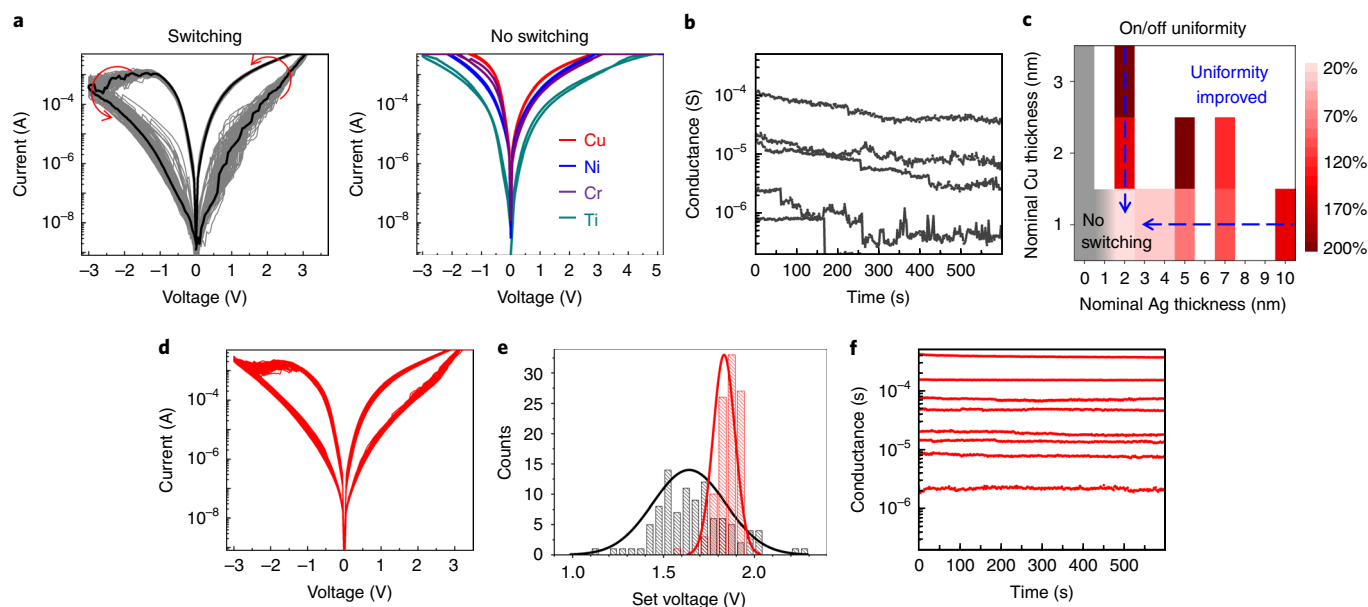 a
Switching
No switching
Current (A)
10⁻⁴
10⁻⁶
10⁻⁸
−3 −2 −1 0 1 2 3
Voltage (V)
Current (A)
10⁻⁴
10⁻⁶
10⁻⁸
Cu
Ni
Cr
Ti
−3 −2 −1 0 1 2 3 4 5
Voltage (V)
b
Conductance (S)
10⁻⁴
10⁻⁵
10⁻⁶
0 100 200 300 400 500
Time (s)
c
On/off uniformity
Nominal Cu thickness (nm)
3
2
1
Uniformity
improved
No
switching
0 1 2 3 4 5 6 7 8 9 10
Nominal Ag thickness (nm)
20%
70%
120%
170%
200%
d
Current (A)
10⁻⁴
10⁻⁶
10⁻⁸
−3 −2 −1 0 1 2 3
Voltage (V)
e
Counts
30
25
20
15
10
5
0
1.0 1.5 2.0
Set voltage (V)
f
Conductance (s)
10⁻⁴
10⁻⁵
10⁻⁶
0 100 200 300 400 500
Time (s)